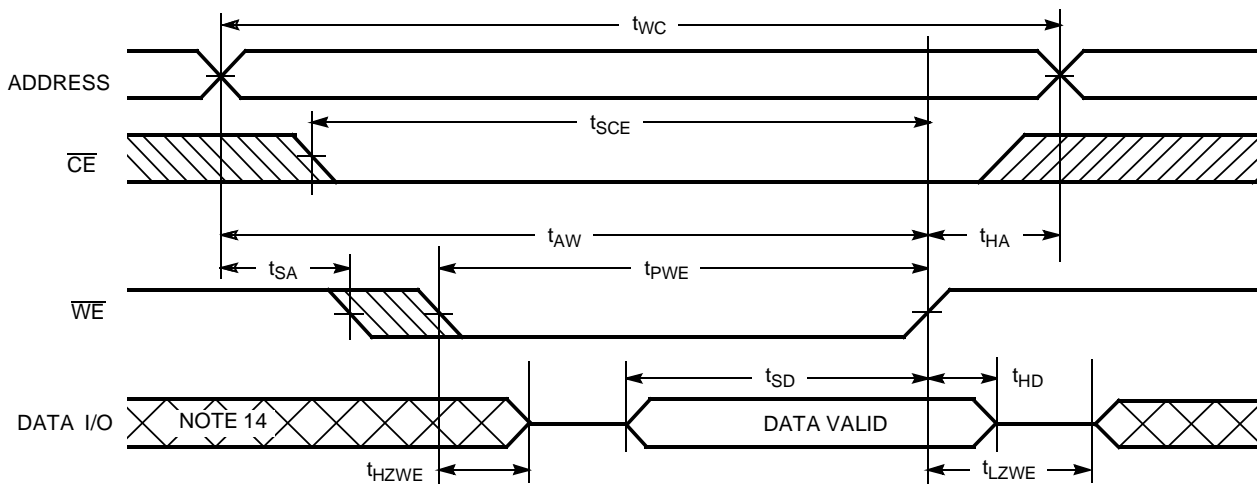 tWC
ADDRESS
tSCE
CE
tAW
tHA
tSA
tPWE
WE
tSD
tHD
DATA I/O
NOTE 14
DATA VALID
tHZWE
tLZWE